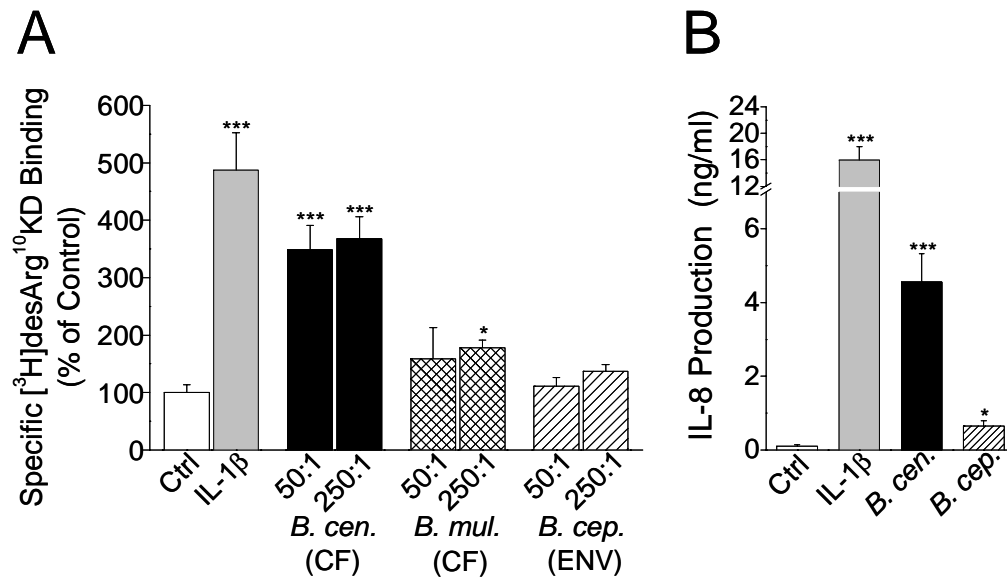 A
Specific [³H]desArg¹⁰KD Binding
(% of Control)
600
500
400
300
200
100
0
***
***
***
*
Ctrl
IL-1β
50:1
250:1
50:1
250:1
50:1
250:1
B. cen.
(CF)
B. mul.
(CF)
B. cep.
(ENV)
B
IL-8 Production (ng/ml)
24
20
16
12
6
4
2
0
***
***
*
Ctrl
IL-1β
B. cen.
B. cep.